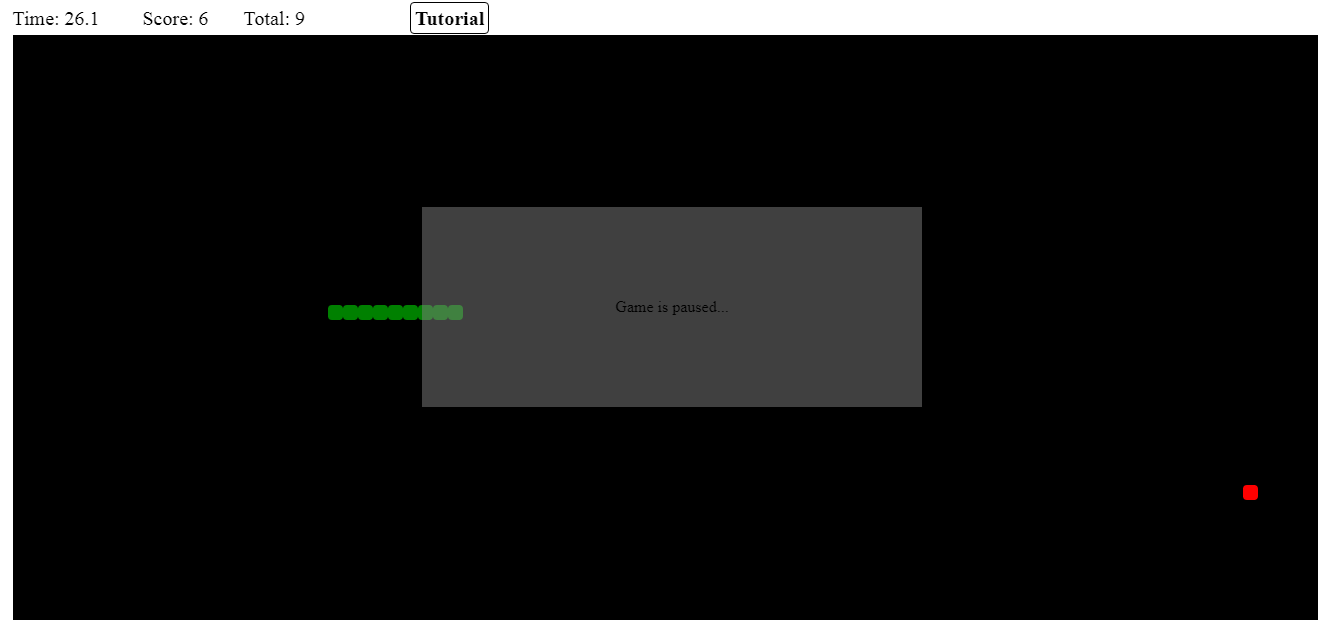 Time: 26.1 Score: 6 Total: 9 Tutorial
Game is paused...